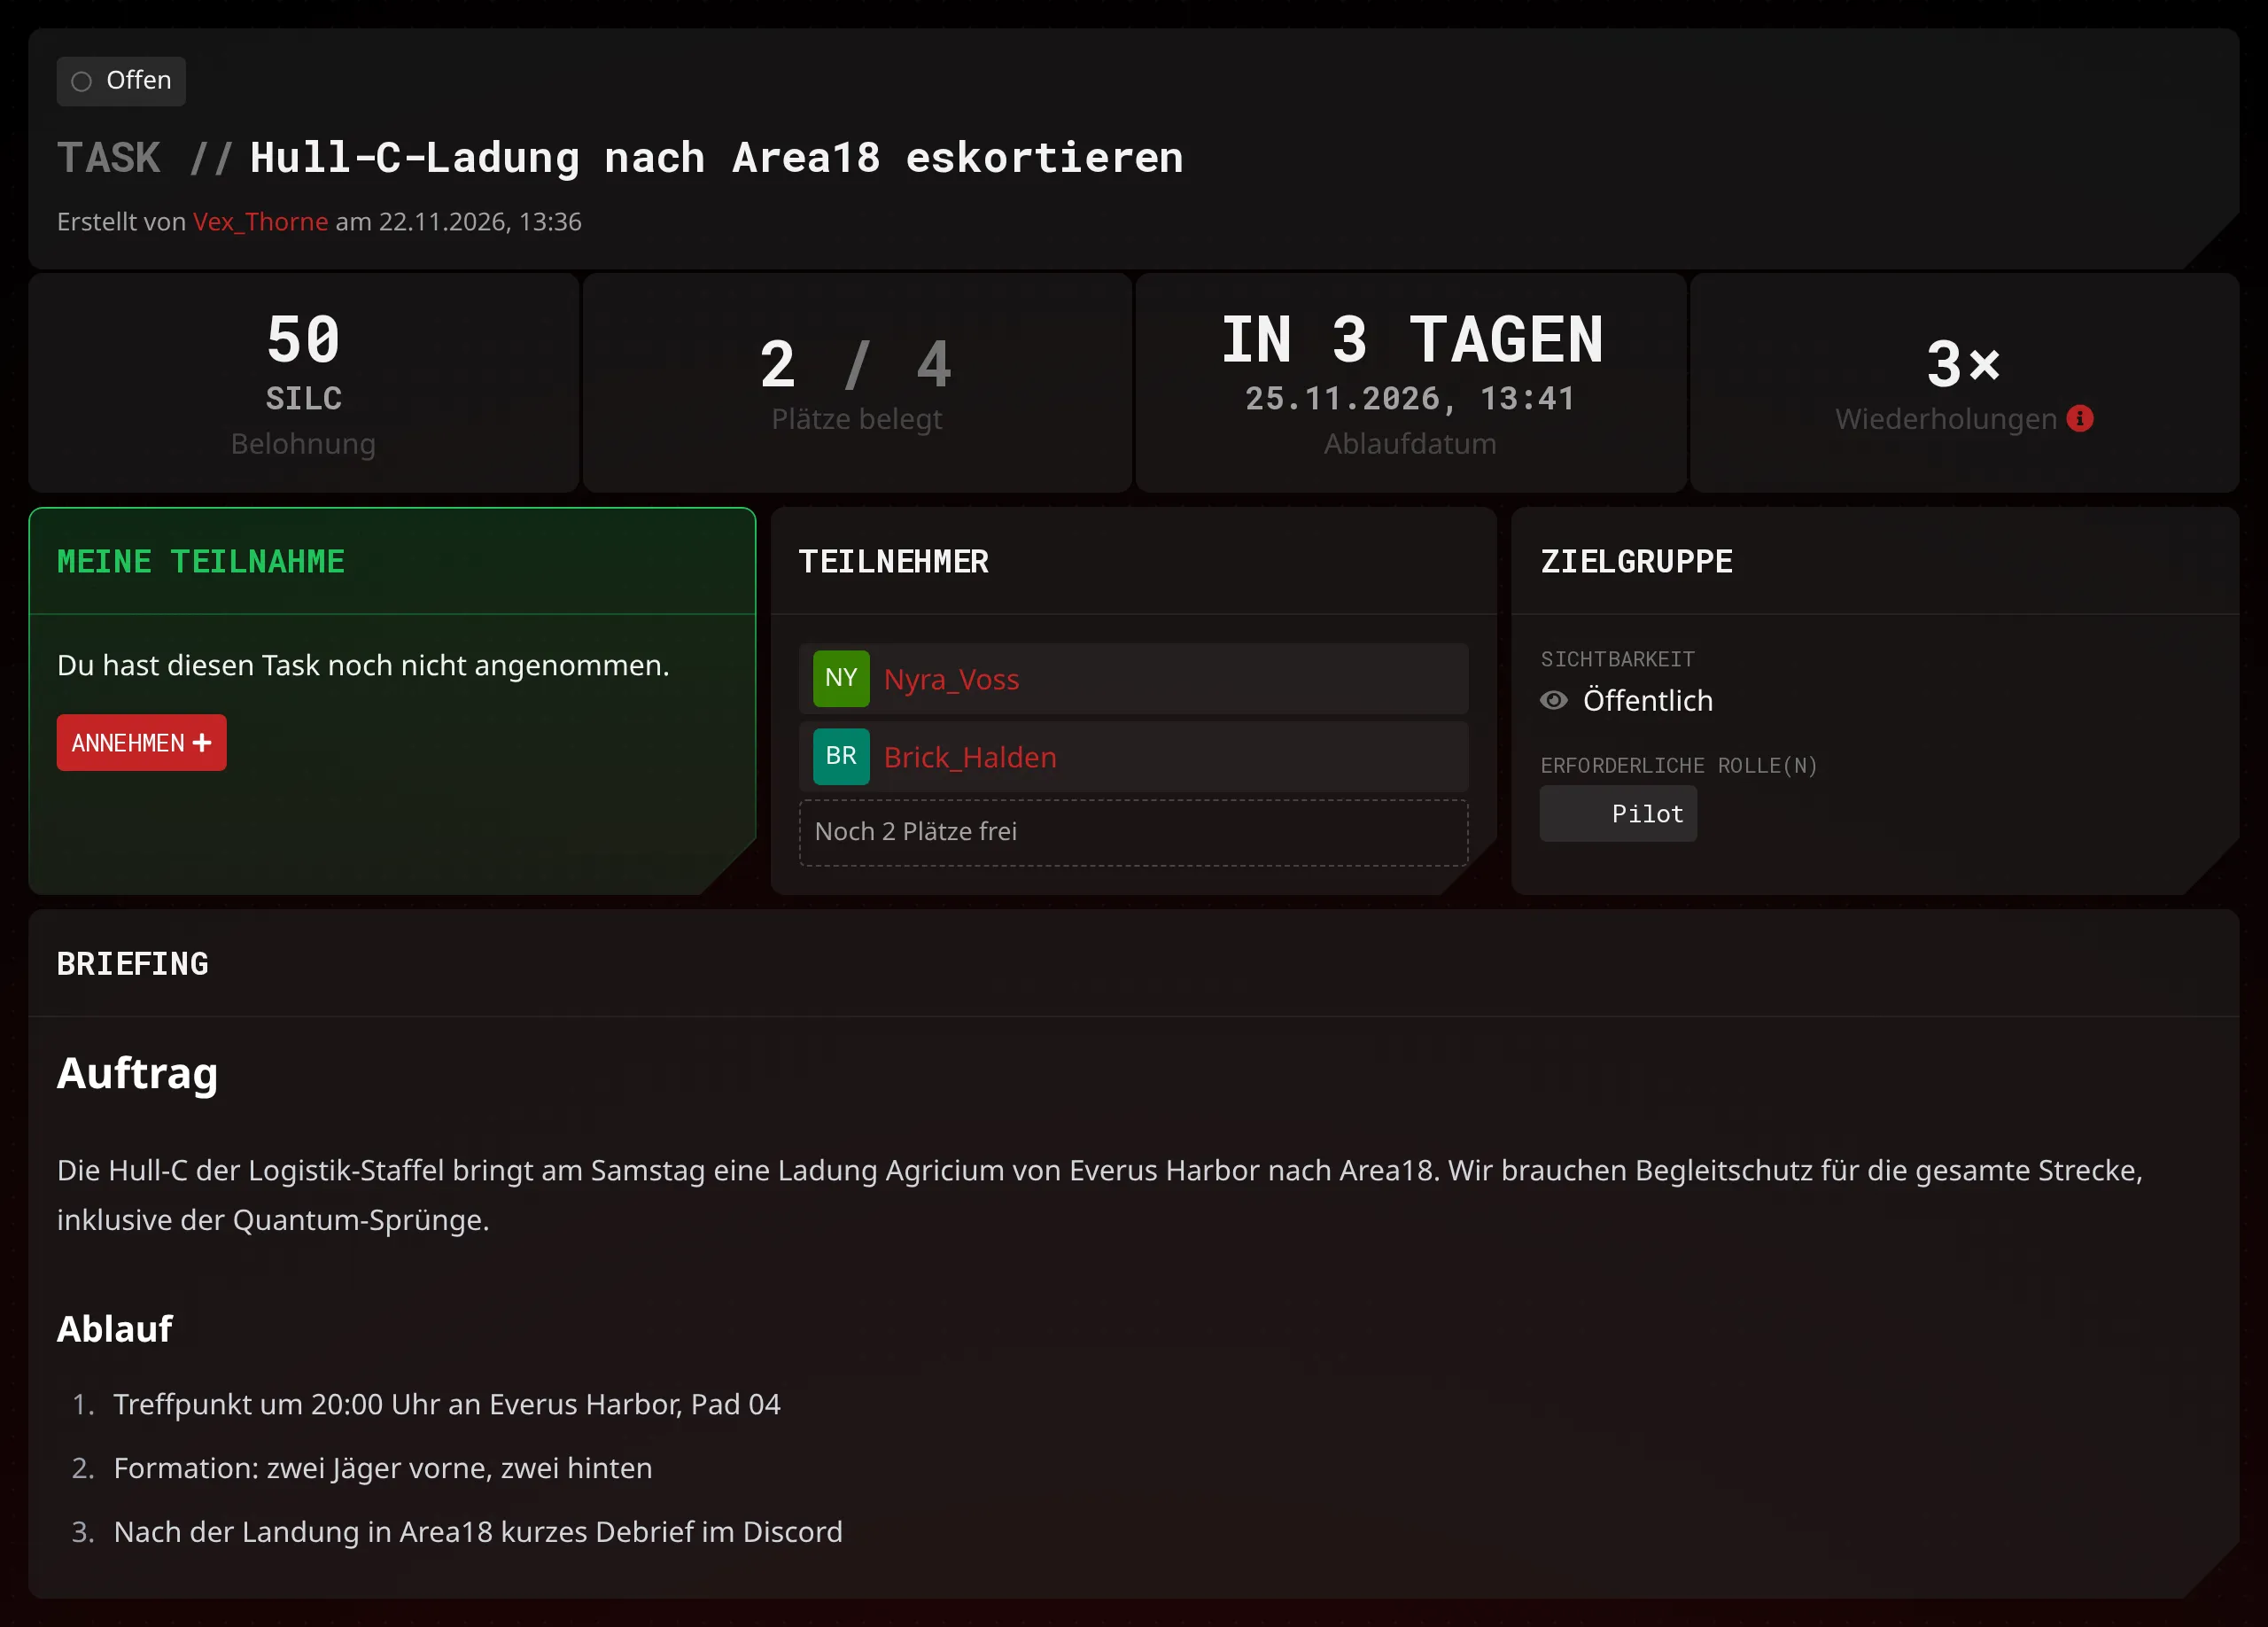 Offen
TASK // Hull-C-Ladung nach Area18 eskortieren
Erstellt von Vex_Thorne am 22.11.2026, 13:36
50
SILC
Belohnung
2 / 4
Plätze belegt
IN 3 TAGEN
25.11.2026, 13:41
Ablaufdatum
3×
Wiederholungen
MEINE TEILNAHME
Du hast diesen Task noch nicht angenommen.
ANNEHMEN
TEILNEHMER
NY Nyra_Voss
BR Brick_Halden
Noch 2 Plätze frei
ZIELGRUPPE
SICHTBARKEIT
Öffentlich
ERFORDERLICHE ROLLE(N)
Pilot
BRIEFING
Auftrag
Die Hull-C der Logistik-Staffel bringt am Samstag eine Ladung Agricium von Everus Harbor nach Area18. Wir brauchen Begleitschutz für die gesamte Strecke,
inklusive der Quantum-Sprünge.
Ablauf
1. Treffpunkt um 20:00 Uhr an Everus Harbor, Pad 04
2. Formation: zwei Jäger vorne, zwei hinten
3. Nach der Landung in Area18 kurzes Debrief im Discord